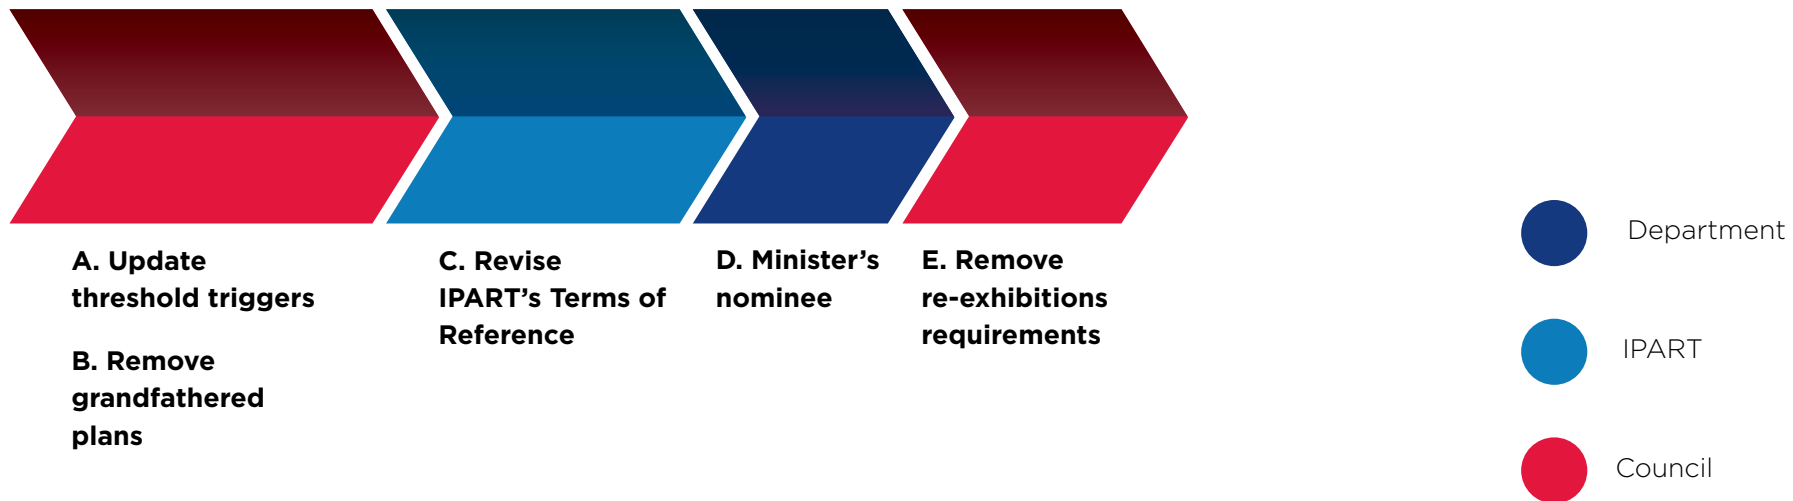 A. Update
threshold triggers
B. Remove
grandfathered
plans
C. Revise
IPART’s Terms of
Reference
D. Minister’s
nominee
E. Remove
re-exhibitions
requirements
Department
IPART
Council